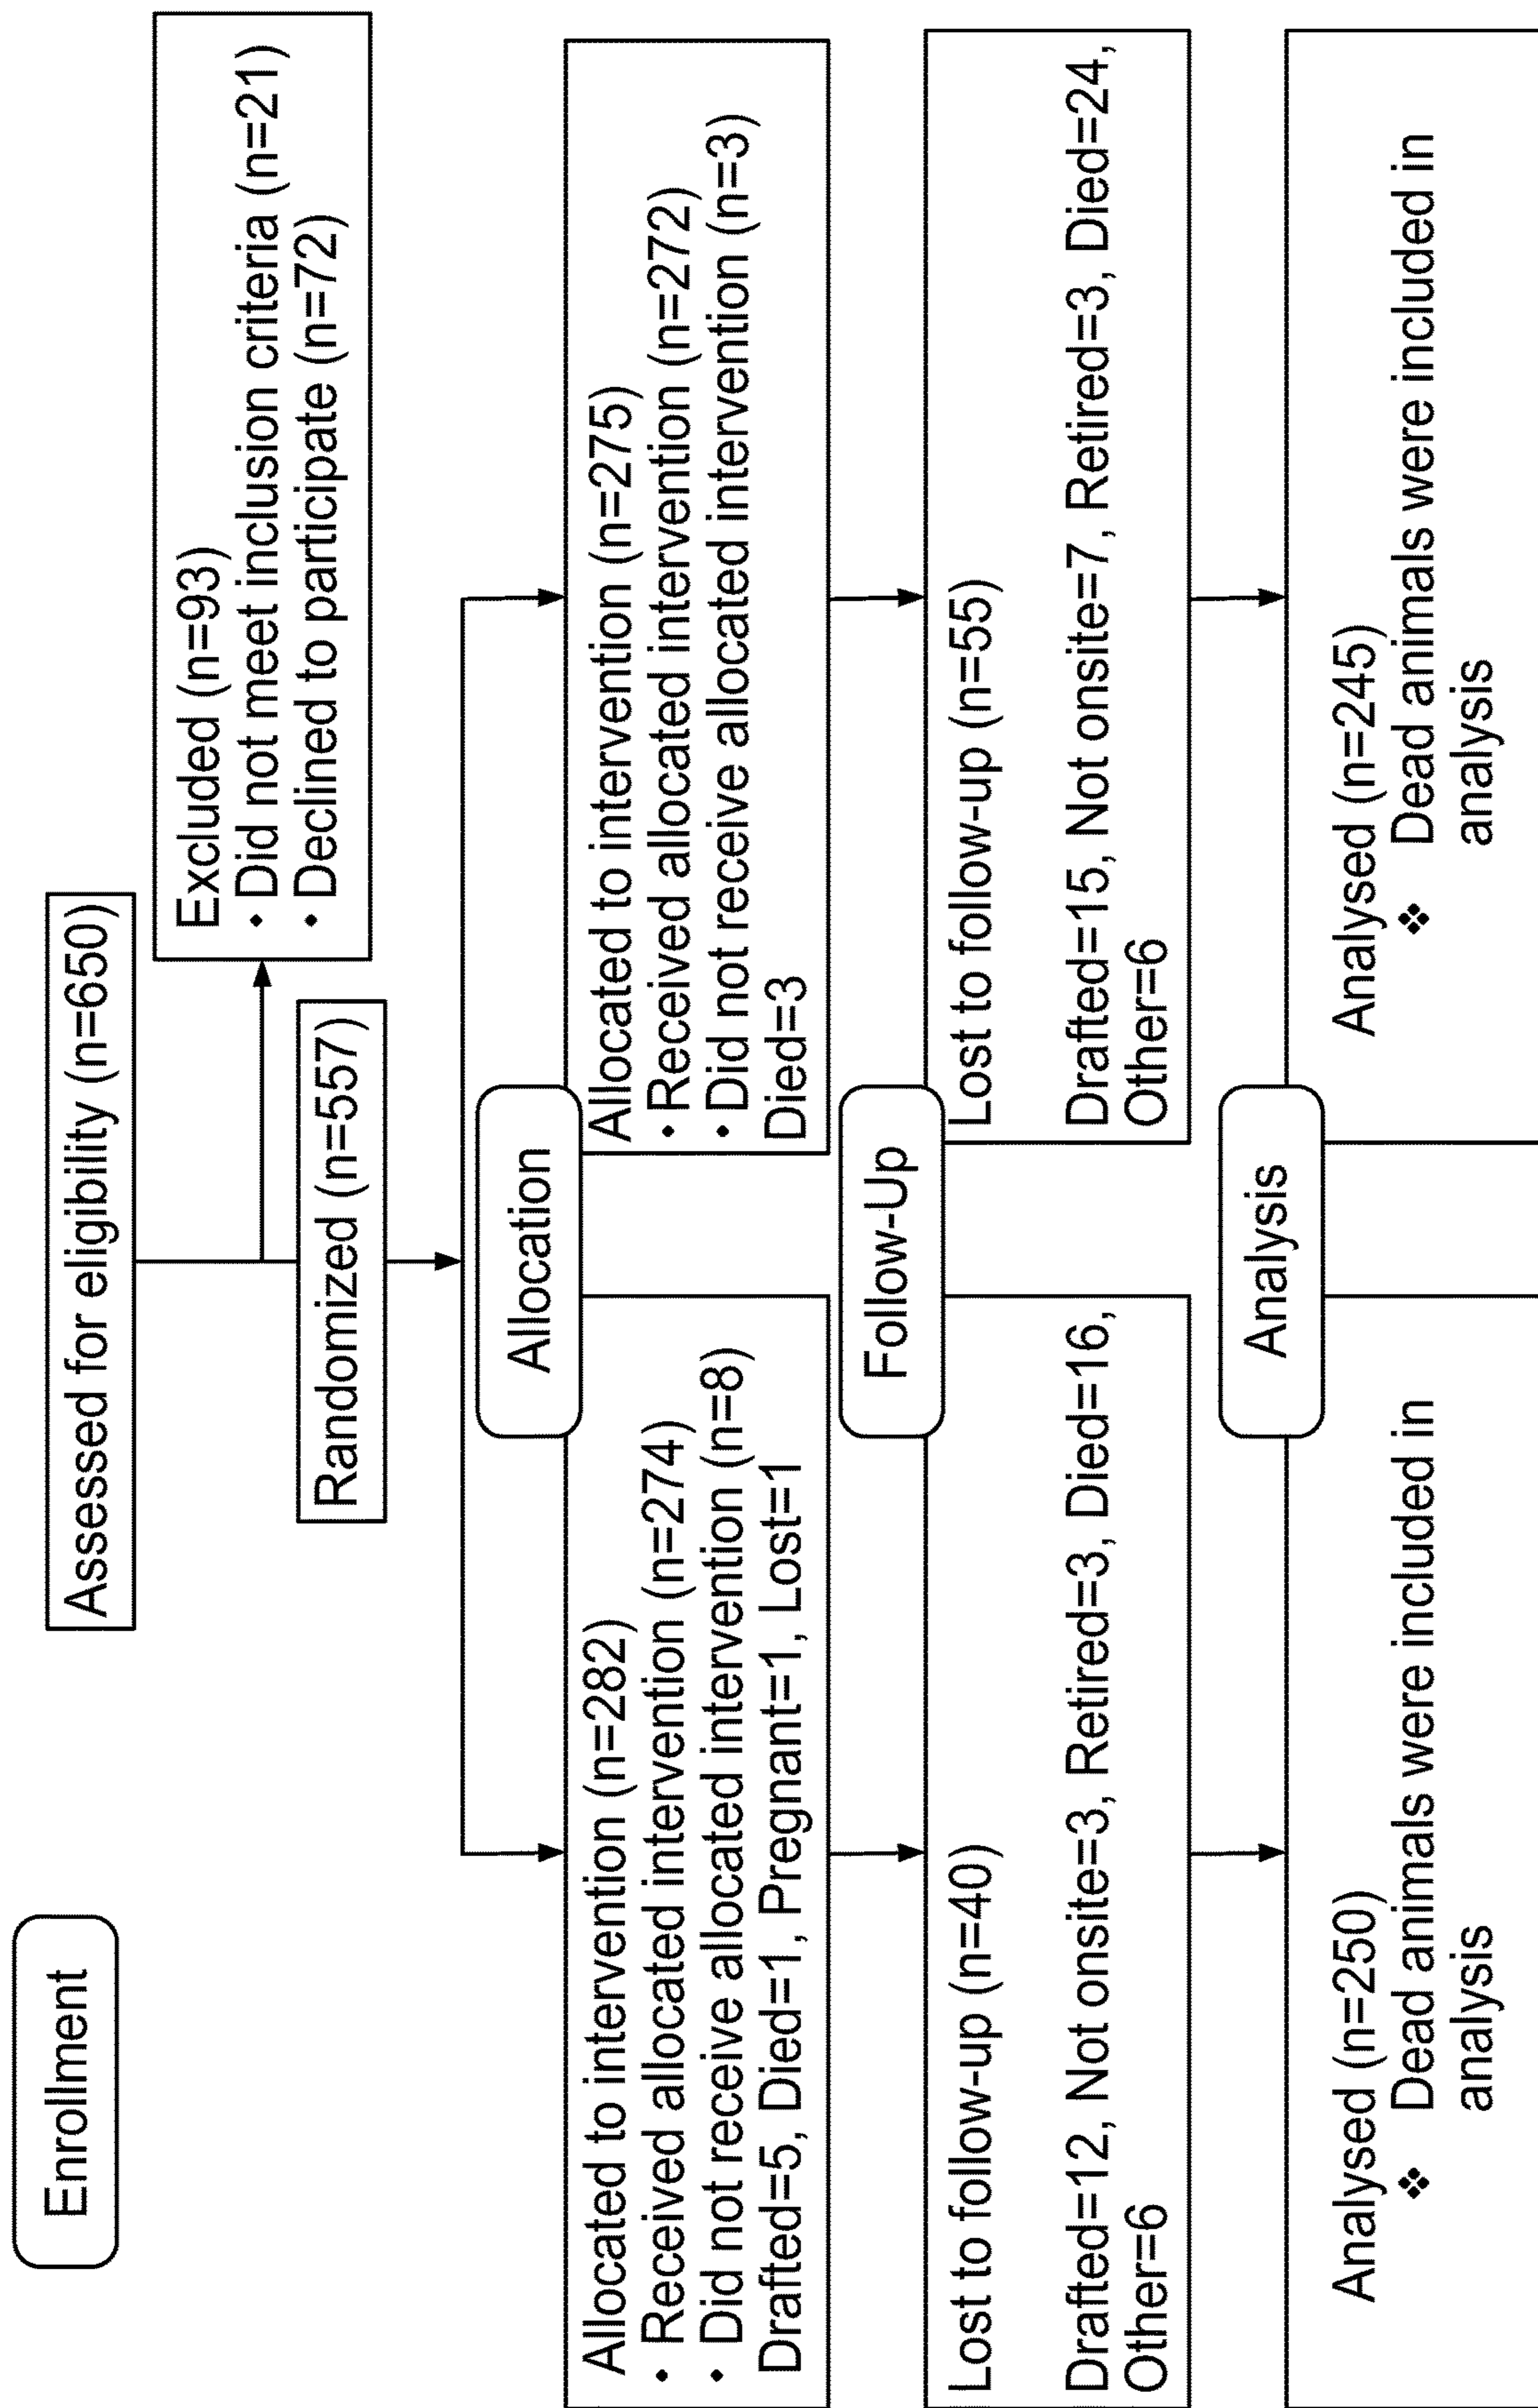 Enrollment
Assessed for eligibility (n=650)
Excluded (n=93)
• Did not meet inclusion criteria (n=21)
• Declined to participate (n=72)
Randomized (n=557)
Allocation
Allocated to intervention (n=282)
• Received allocated intervention (n=274)
• Did not receive allocated intervention (n=8)
Drafted=5, Died=1, Pregnant=1, Lost=1
Allocated to intervention (n=275)
• Received allocated intervention (n=272)
• Did not receive allocated intervention (n=3)
Died=3
Follow-Up
Lost to follow-up (n=40)
Drafted=12, Not onsite=3, Retired=3, Died=16,
Other=6
Lost to follow-up (n=55)
Drafted=15, Not onsite=7, Retired=3, Died=24,
Other=6
Analysis
Analysed (n=250)
❖ Dead animals were included in
analysis
Analysed (n=245)
❖ Dead animals were included in
analysis